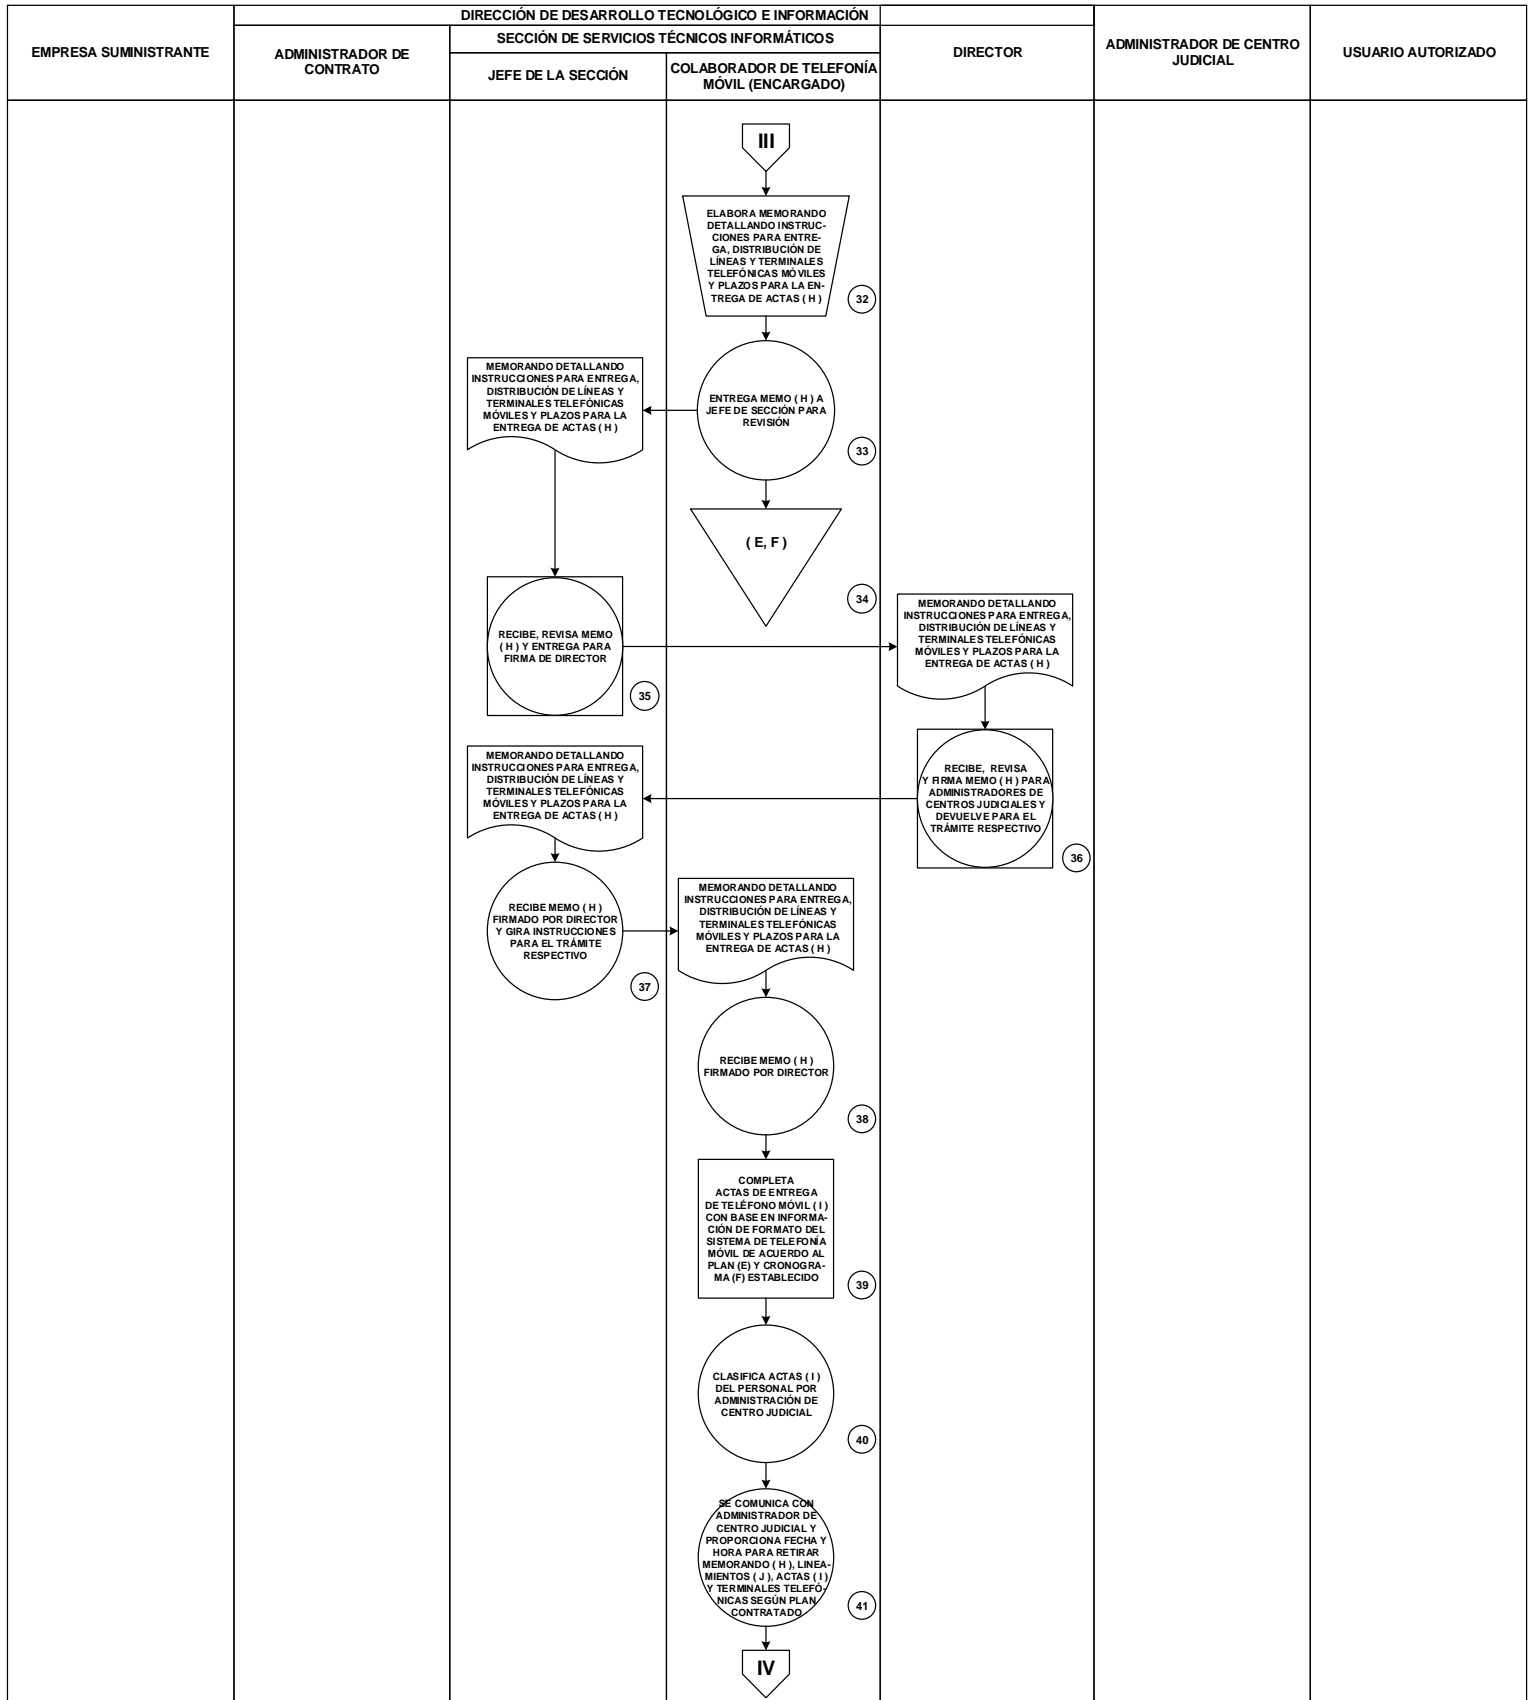 DIRECCIÓN DE DESARROLLO TECNOLÓGICO E INFORMACIÓN
EMPRESA SUMINISTRANTE
ADMINISTRADOR DE
CONTRATO
SECCIÓN DE SERVICIOS TÉCNICOS INFORMÁTICOS
JEFE DE LA SECCIÓN
COLABORADOR DE TELEFONÍA
MÓVIL (ENCARGADO)
DIRECTOR
ADMINISTRADOR DE CENTRO
JUDICIAL
USUARIO AUTORIZADO
III
ELABORA MEMORANDO
DETALLANDO INSTRUC-
CIONES PARA ENTRE-
GA, DISTRIBUCIÓN DE
LÍNEAS Y TERMINALES
TELEFÓNICAS MÓVILES
Y PLAZOS PARA LA EN-
TREGA DE ACTAS ( H )
32
MEMORANDO DETALLANDO
INSTRUCCIONES PARA ENTREGA,
DISTRIBUCIÓN DE LÍNEAS Y
TERMINALES TELEFÓNICAS
MÓVILES Y PLAZOS PARA LA
ENTREGA DE ACTAS ( H )
ENTREGA MEMO ( H ) A
JEFE DE SECCIÓN PARA
REVISIÓN
33
( E, F )
34
RECIBE, REVISA MEMO
( H ) Y ENTREGA PARA
FIRMA DE DIRECTOR
35
MEMORANDO DETALLANDO
INSTRUCCIONES PARA ENTREGA,
DISTRIBUCIÓN DE LÍNEAS Y
TERMINALES TELEFÓNICAS
MÓVILES Y PLAZOS PARA LA
ENTREGA DE ACTAS ( H )
RECIBE, REVISA
Y FIRMA MEMO ( H ) PARA
ADMINISTRADORES DE
CENTROS JUDICIALES Y
DEVUELVE PARA EL
TRÁMITE RESPECTIVO
36
MEMORANDO DETALLANDO
INSTRUCCIONES PARA ENTREGA,
DISTRIBUCIÓN DE LÍNEAS Y
TERMINALES TELEFÓNICAS
MÓVILES Y PLAZOS PARA LA
ENTREGA DE ACTAS ( H )
RECIBE MEMO ( H )
FIRMADO POR DIRECTOR
Y GIRA INSTRUCCIONES
PARA EL TRÁMITE
RESPECTIVO
37
MEMORANDO DETALLANDO
INSTRUCCIONES PARA ENTREGA,
DISTRIBUCIÓN DE LÍNEAS Y
TERMINALES TELEFÓNICAS
MÓVILES Y PLAZOS PARA LA
ENTREGA DE ACTAS ( H )
RECIBE MEMO ( H )
FIRMADO POR DIRECTOR
38
COMPLETA
ACTAS DE ENTREGA
DE TELÉFONO MÓVIL ( I )
CON BASE EN INFORMA-
CIÓN DE FORMATO DEL
SISTEMA DE TELEFONÍA
MÓVIL DE ACUERDO AL
PLAN (E) Y CRONOGRA-
MA (F) ESTABLECIDO
39
CLASIFICA ACTAS ( I )
DEL PERSONAL POR
ADMINISTRACIÓN DE
CENTRO JUDICIAL
40
SE COMUNICA CON
ADMINISTRADOR DE
CENTRO JUDICIAL Y
PROPORCIONA FECHA Y
HORA PARA RETIRAR
MEMORANDO ( H ), LINEA-
MIENTOS ( J ), ACTAS ( I )
Y TERMINALES TELEFÓ-
NICAS SEGÚN PLAN
CONTRATADO
41
IV